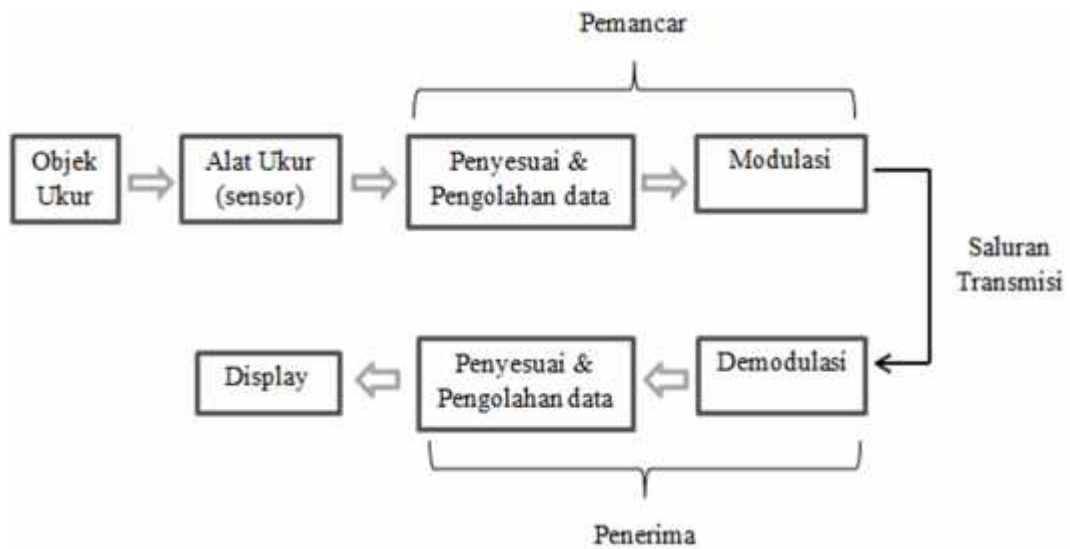 Pemancar
Objek
Ukur
Alat Ukur
(sensor)
Penyesuai &
Pengolahan data
Modulasi
Saluran
Transmisi
Display
Penyesuai &
Pengolahan data
Demodulasi
Penerima